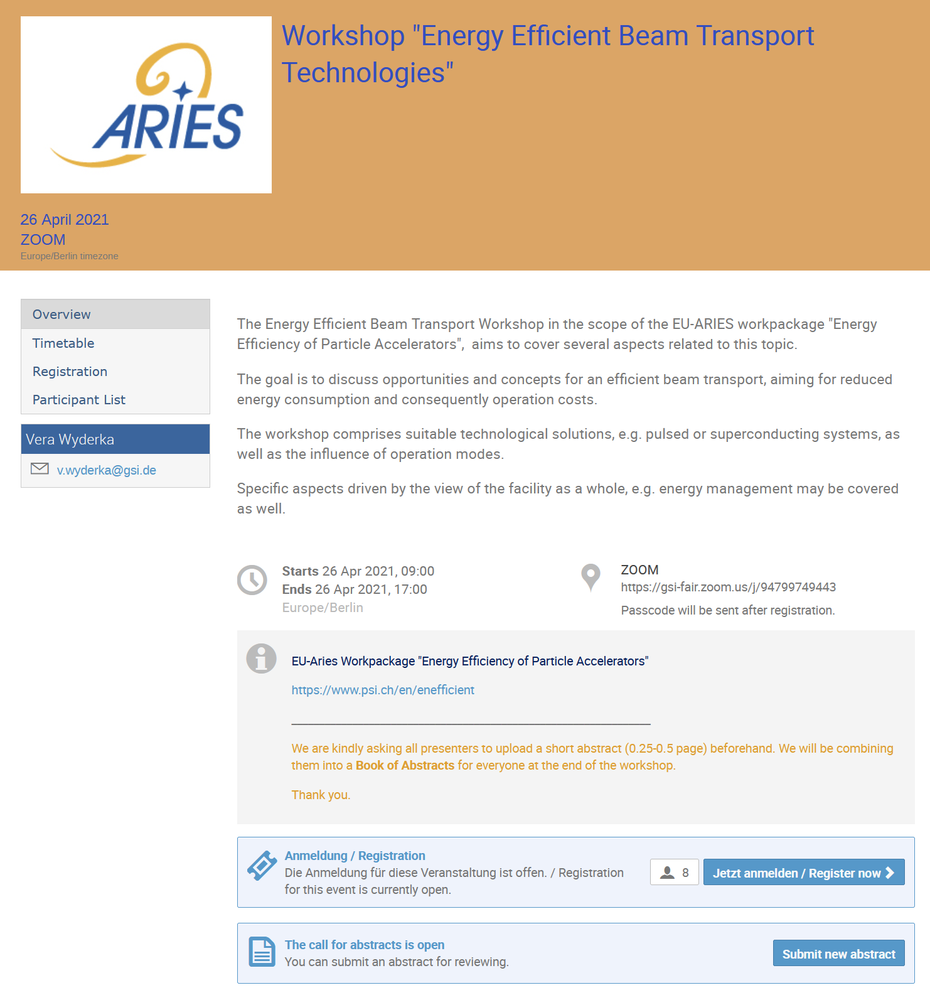 ARIES
Workshop "Energy Efficient Beam Transport
Technologies"
26 April 2021
ZOOM
Europe/Berlin timezone
Overview
Timetable
Registration
Participant List
Vera Wyderka
v.wyderka@gsi.de
The Energy Efficient Beam Transport Workshop in the scope of the EU-ARIES workpackage "Energy
Efficiency of Particle Accelerators",  aims to cover several aspects related to this topic.
The goal is to discuss opportunities and concepts for an efficient beam transport, aiming for reduced
energy consumption and consequently operation costs.
The workshop comprises suitable technological solutions, e.g. pulsed or superconducting systems, as
well as the influence of operation modes.
Specific aspects driven by the view of the facility as a whole, e.g. energy management may be covered
as well.
Starts 26 Apr 2021, 09:00
Ends 26 Apr 2021, 17:00
Europe/Berlin
ZOOM
https://gsi-fair.zoom.us/j/94799749443
Passcode will be sent after registration.
EU-Aries Workpackage "Energy Efficiency of Particle Accelerators"
https://www.psi.ch/en/enefficient
We are kindly asking all presenters to upload a short abstract (0.25-0.5 page) beforehand. We will be combining
them into a Book of Abstracts for everyone at the end of the workshop.
Thank you.
Anmeldung / Registration
Die Anmeldung für diese Veranstaltung ist offen. / Registration
for this event is currently open.
8
Jetzt anmelden / Register now
The call for abstracts is open
You can submit an abstract for reviewing.
Submit new abstract